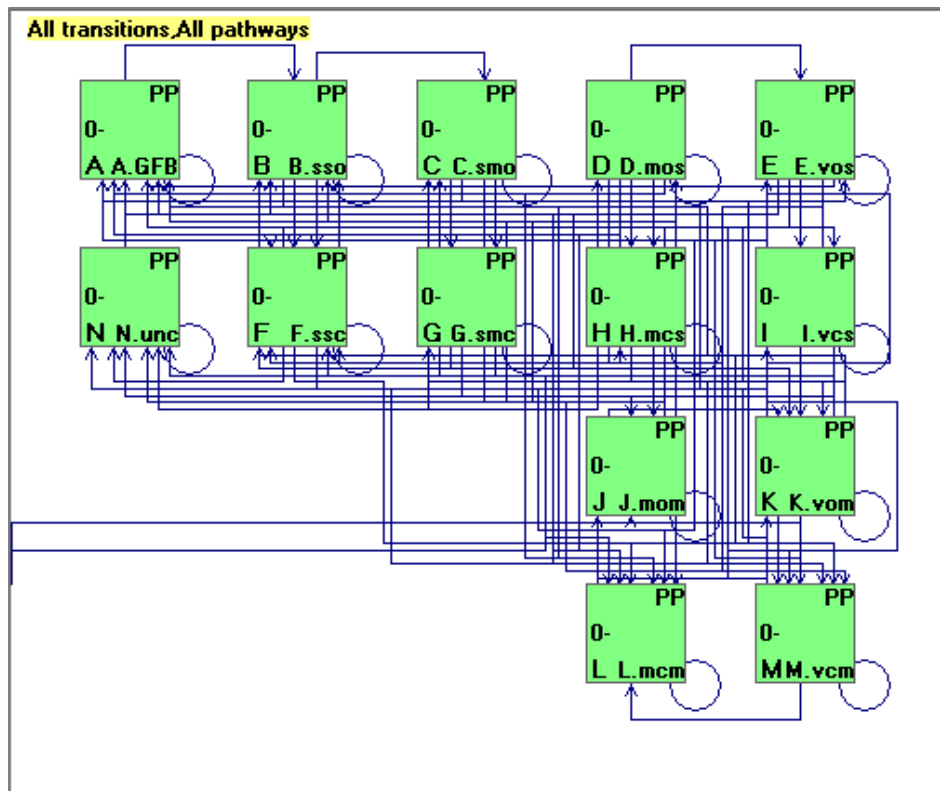 All transitions,All pathways
PP PP PP PP PP
0- 0- 0- 0- 0-
A A.GFB B B.sso C C.smo D D.mos E E.vos
PP PP PP PP PP
0- 0- 0- 0- 0-
N N.unc F F.ssc G G.smc H H.mcs I I.vcs
PP PP
0- 0-
J J.mom K K.vom
PP PP
0- 0-
L L.mcm M M.vcm